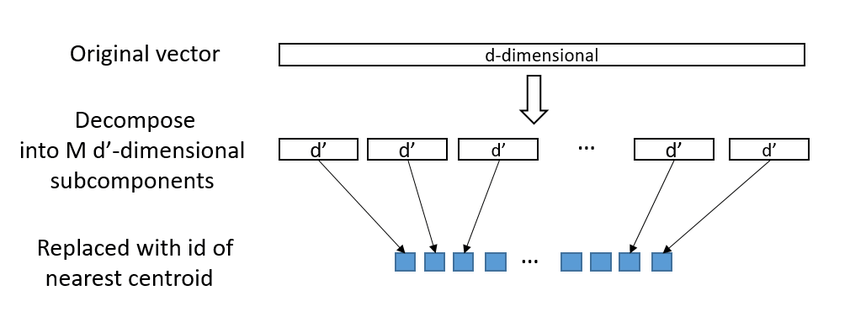 Original vector
d-dimensional
Decompose
into M d’-dimensional
subcomponents
d’ d’ d’ ... d’ d’
Replaced with id of
nearest centroid
...